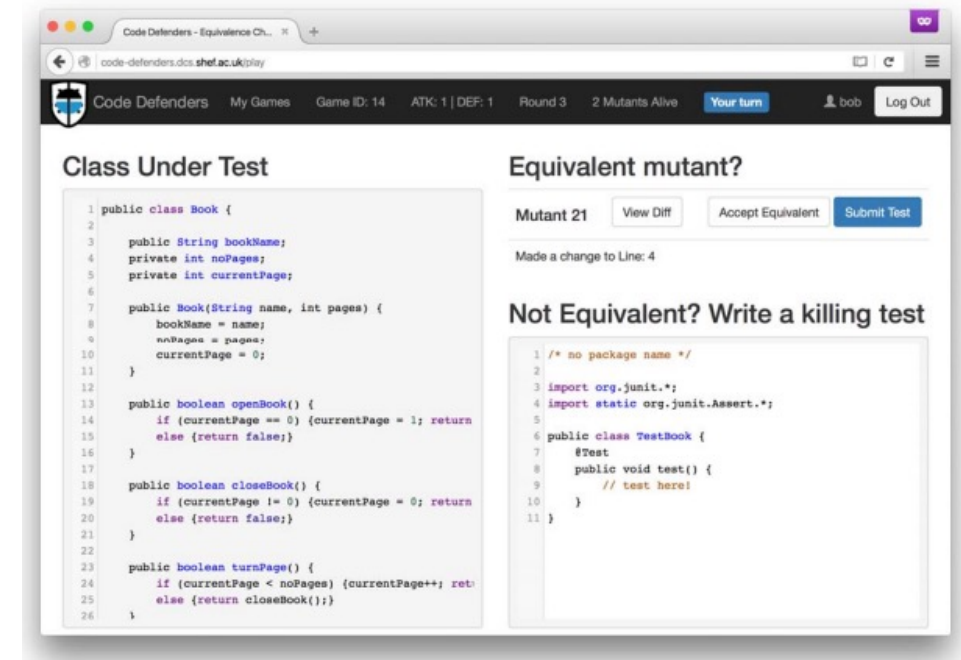 Code Defenders - Equivalence Ch...
code-defenders.dcs.shef.ac.uk/play
Code Defenders My Games Game ID: 14 ATK: 1 | DEF: 1 Round 3 2 Mutants Alive Your turn bob Log Out
Class Under Test
1 public class Book {
2
3 public String bookName;
4 private int noPages;
5 private int currentPage;
6
7 public Book(String name, int pages) {
8 bookName = name;
9 noPages = pages;
10 currentPage = 0;
11 }
12
13 public boolean openBook() {
14 if (currentPage == 0) {currentPage = 1; return
15 else {return false;}
16 }
17
18 public boolean closeBook() {
19 if (currentPage != 0) {currentPage = 0; return
20 else {return false;}
21 }
22
23 public boolean turnPage() {
24 if (currentPage < noPages) {currentPage++; ret
25 else {return closeBook();}
26 }
Equivalent mutant?
Mutant 21 View Diff Accept Equivalent Submit Test
Made a change to Line: 4
Not Equivalent? Write a killing test
1 /* no package name */
2
3 import org.junit.*;
4 import static org.junit.Assert.*;
5
6 public class TestBook {
7 @Test
8 public void test() {
9 // test here!
10 }
11 }